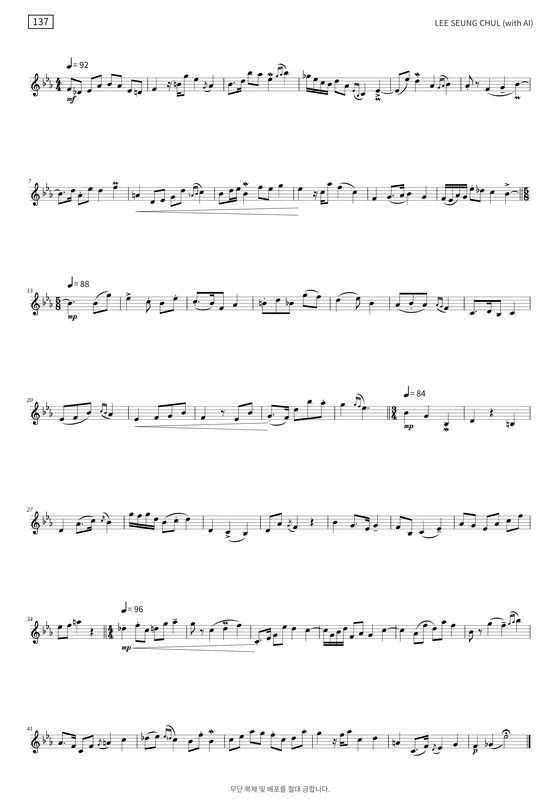 137
LEE SEUNG CHUL (with AI)
= 92
mf
7
13
= 88
mp
20
= 84
mp
27
34
= 96
mp
41
p
무단 복제 및 배포를 절대 금합니다.